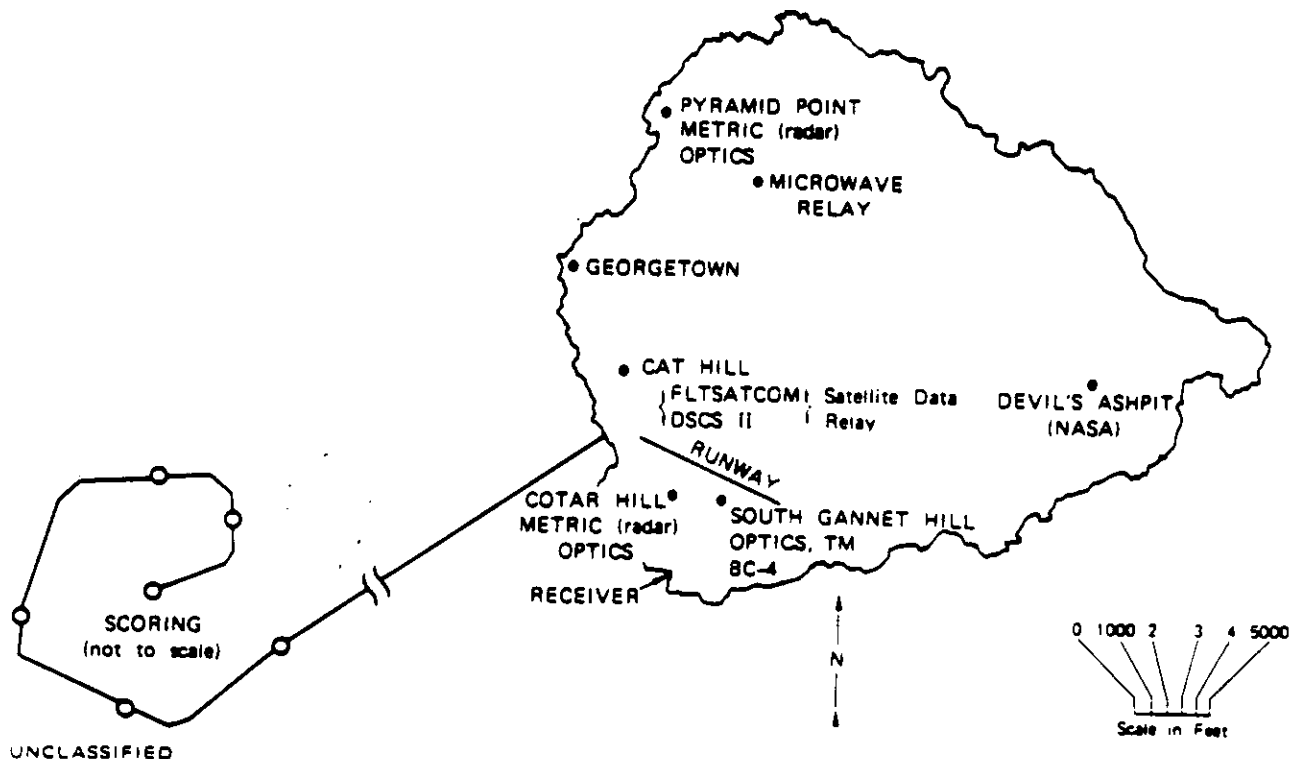 PYRAMID POINT
METRIC (radar)
OPTICS
MICROWAVE
RELAY
GEORGETOWN
CAT HILL
FLTSATCOM
DSCS II
Satellite Data
Relay
DEVIL'S ASHPIT
(NASA)
RUNWAY
COTAR HILL
METRIC (radar)
OPTICS
SOUTH GANNET HILL
OPTICS, TM
BC-4
RECEIVER
SCORING
(not to scale)
N
0 1000 2 3 4 5000
Scale in Feet
UNCLASSIFIED